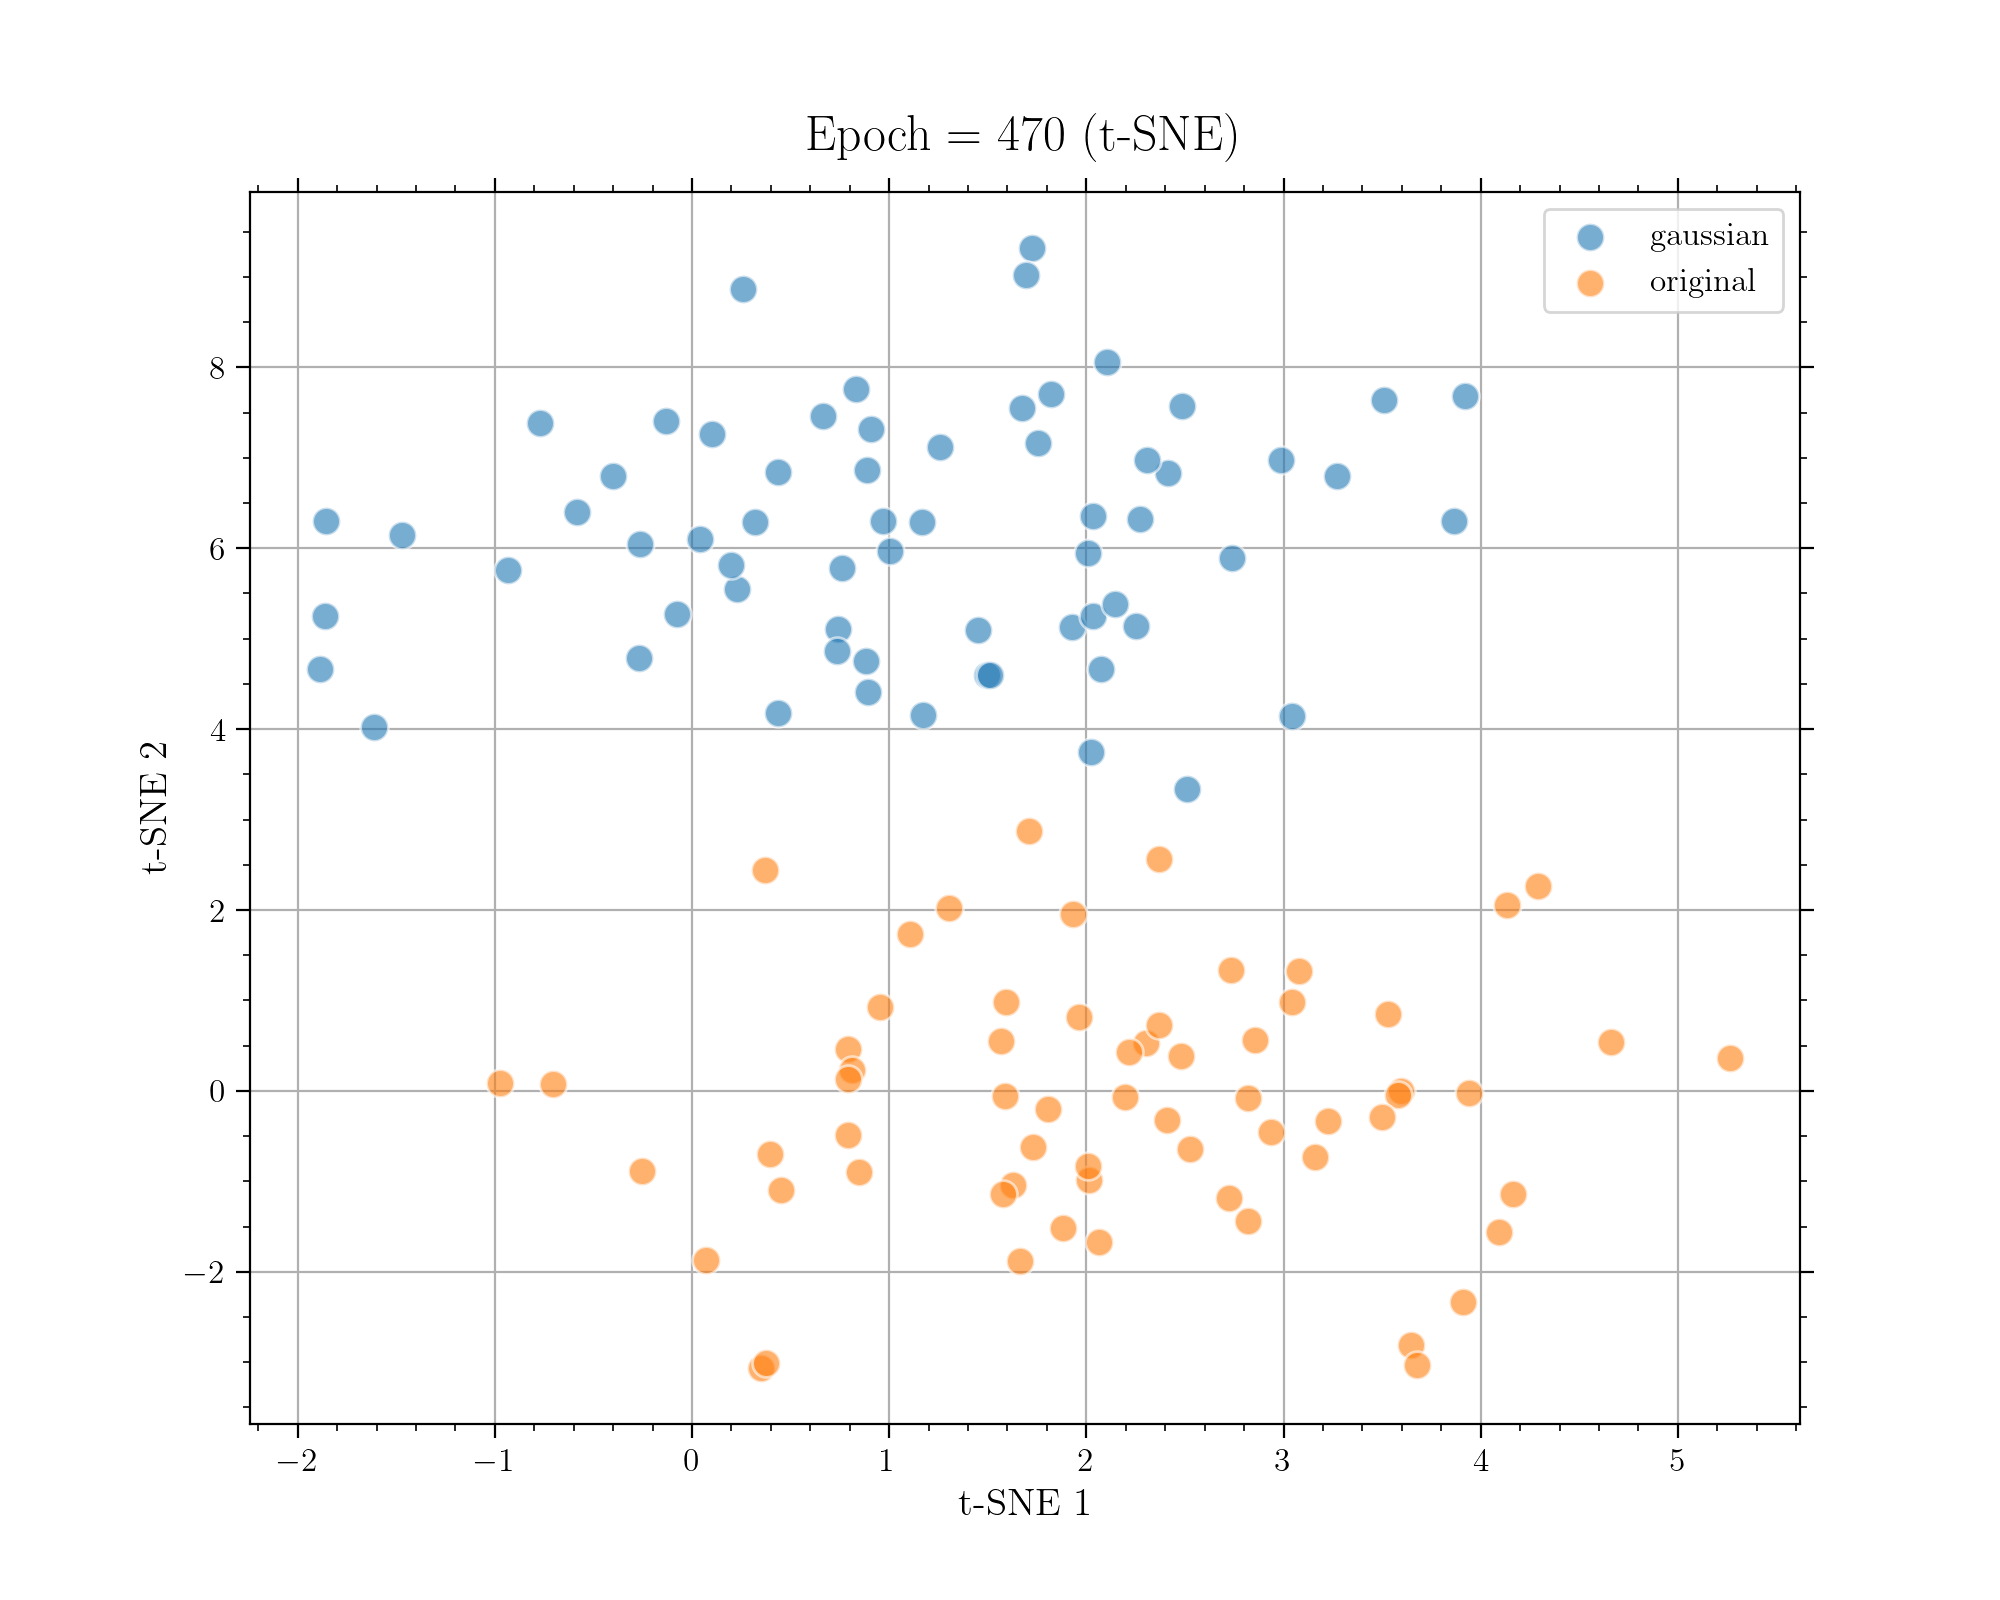 Epoch = 470 (t-SNE)
gaussian
original
8
6
4
2
0
−2
t-SNE 2
−2 −1 0 1 2 3 4 5
t-SNE 1